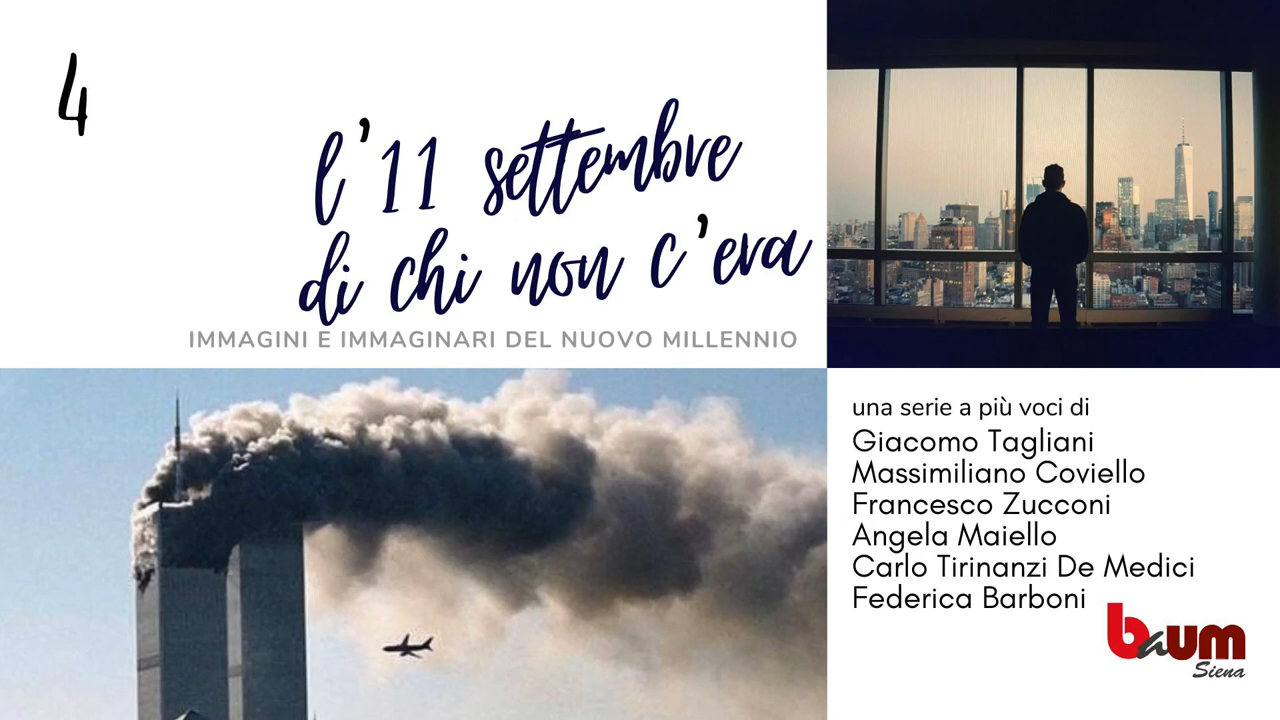 4
l'11 settembre
di chi non c'era
IMMAGINI E IMMAGINARI DEL NUOVO MILLENNIO
una serie a più voci di
Giacomo Tagliani
Massimiliano Coviello
Francesco Zucconi
Angela Maiello
Carlo Tirinanzi De Medici
Federica Barboni
baum
Siena